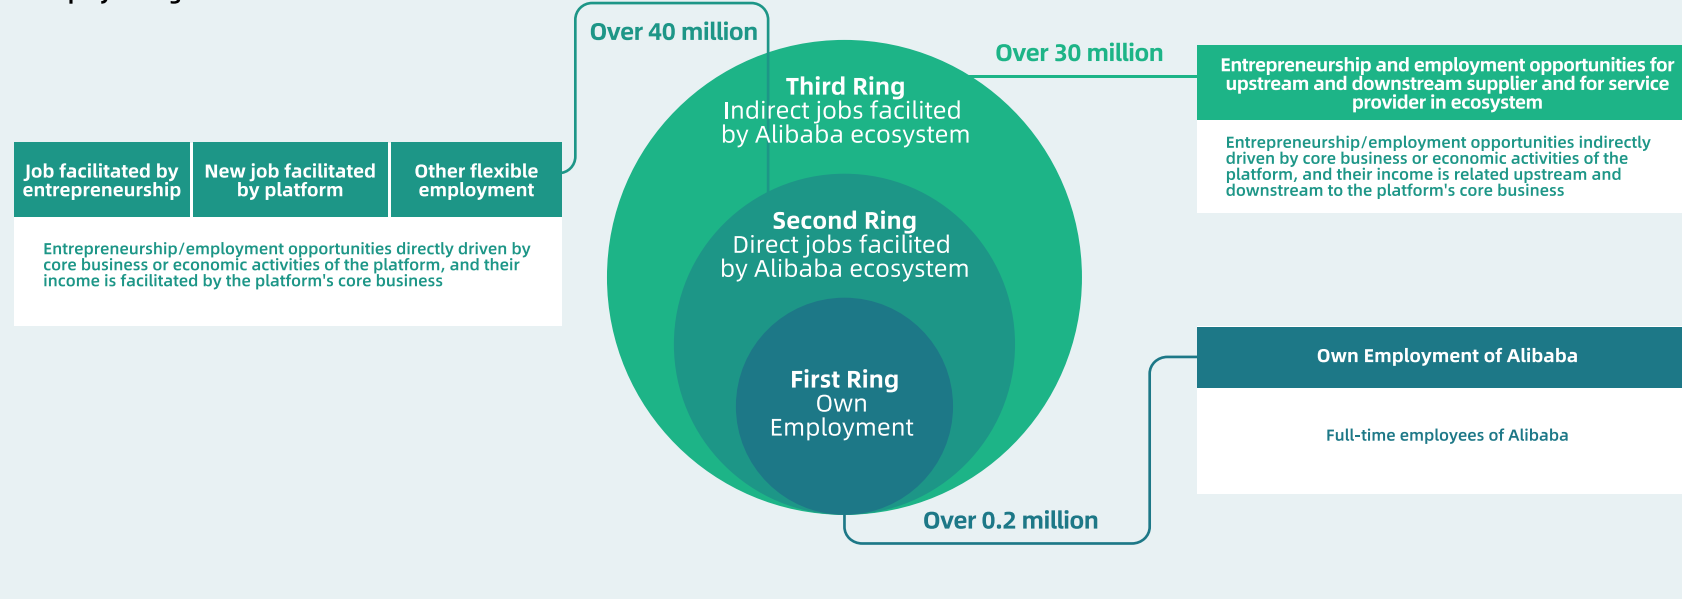 Over 40 million
Job facilitated by
entrepreneurship
New job facilitated
by platform
Other flexible
employment
Entrepreneurship/employment opportunities directly driven by
core business or economic activities of the platform, and their
income is facilitated by the platform's core business
Third Ring
Indirect jobs facilited
by Alibaba ecosystem
Second Ring
Direct jobs facilited
by Alibaba ecosystem
First Ring
Own
Employment
Over 30 million
Entrepreneurship and employment opportunities for
upstream and downstream supplier and for service
provider in ecosystem
Entrepreneurship/employment opportunities indirectly
driven by core business or economic activities of the
platform, and their income is related upstream and
downstream to the platform's core business
Own Employment of Alibaba
Full-time employees of Alibaba
Over 0.2 million